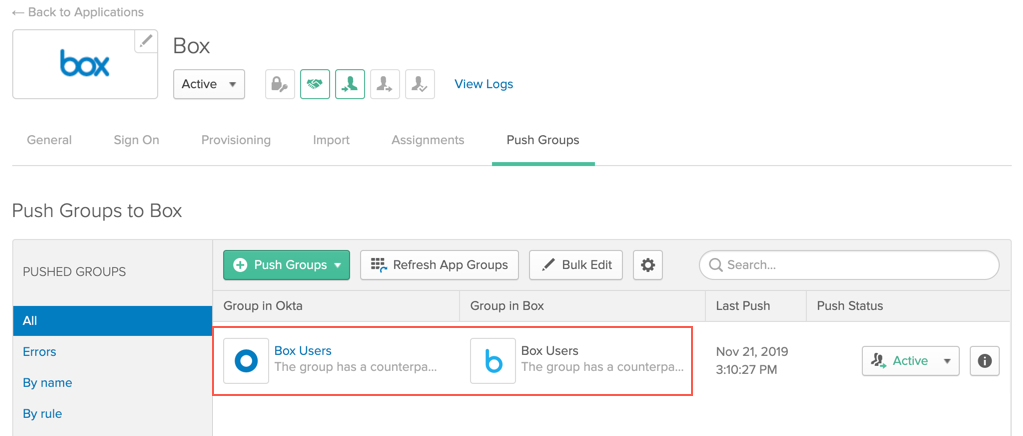 ← Back to Applications
box
Box
Active
View Logs
General Sign On Provisioning Import Assignments Push Groups
Push Groups to Box
PUSHED GROUPS
Push Groups Refresh App Groups Bulk Edit Search...
Group in Okta Group in Box Last Push Push Status
All
Errors
By name
By rule
Box Users
The group has a counterpa...
b
Box Users
The group has a counterpa...
Nov 21, 2019
3:10:27 PM
Active